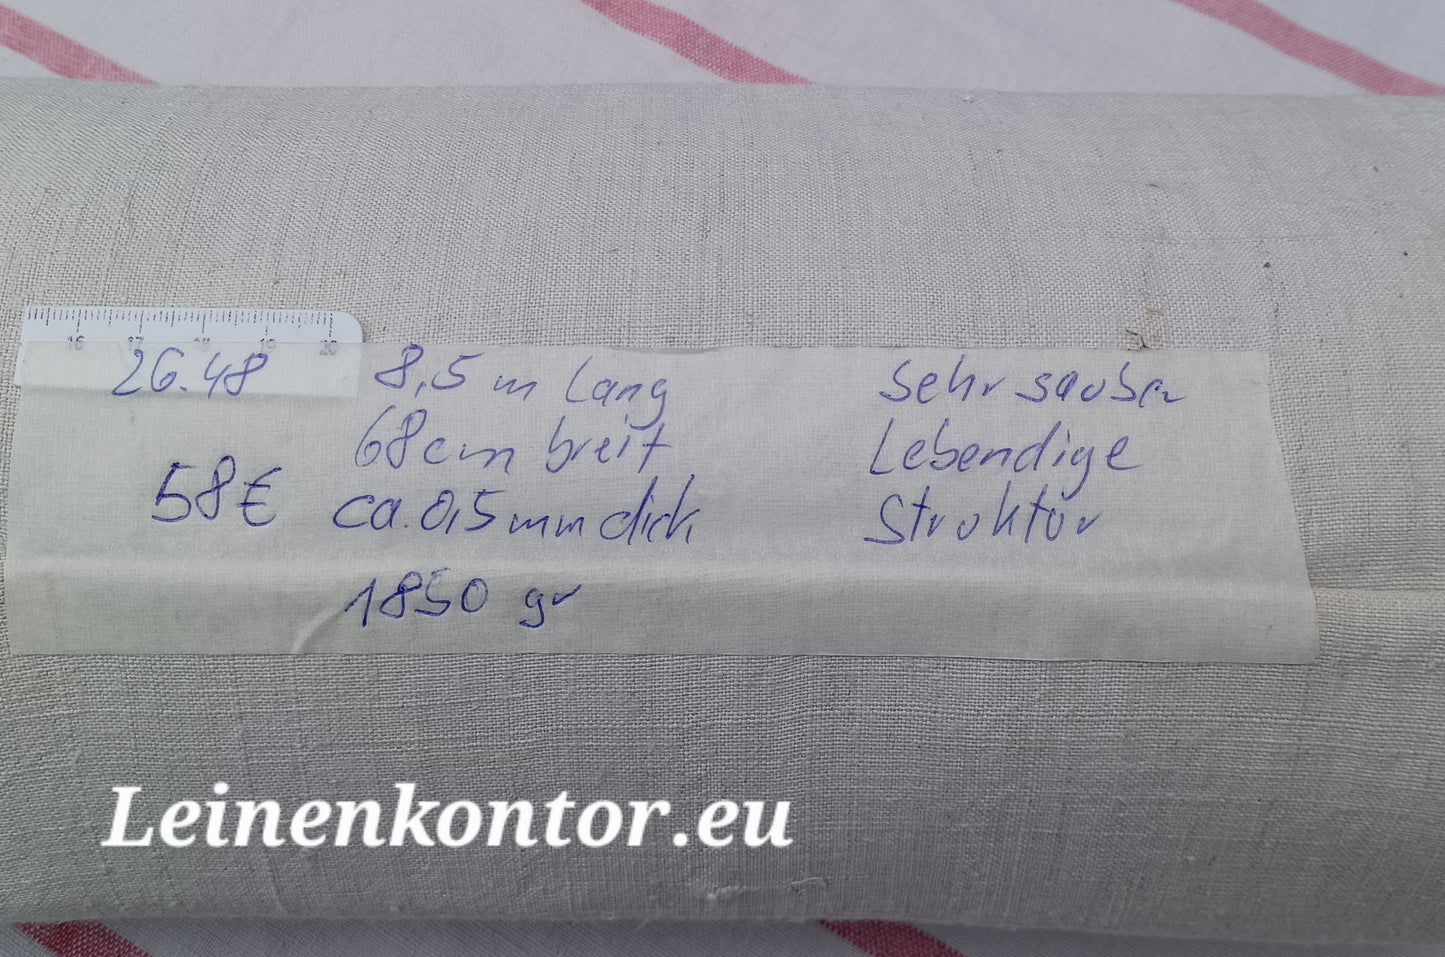 16 17 18 19 20
26.48
58€
8,5 m lang
68cm breit
ca. 0,5mm dick
1850 gr
Sehr sauber
Lebendige
Struktur
Leinenkontor.eu